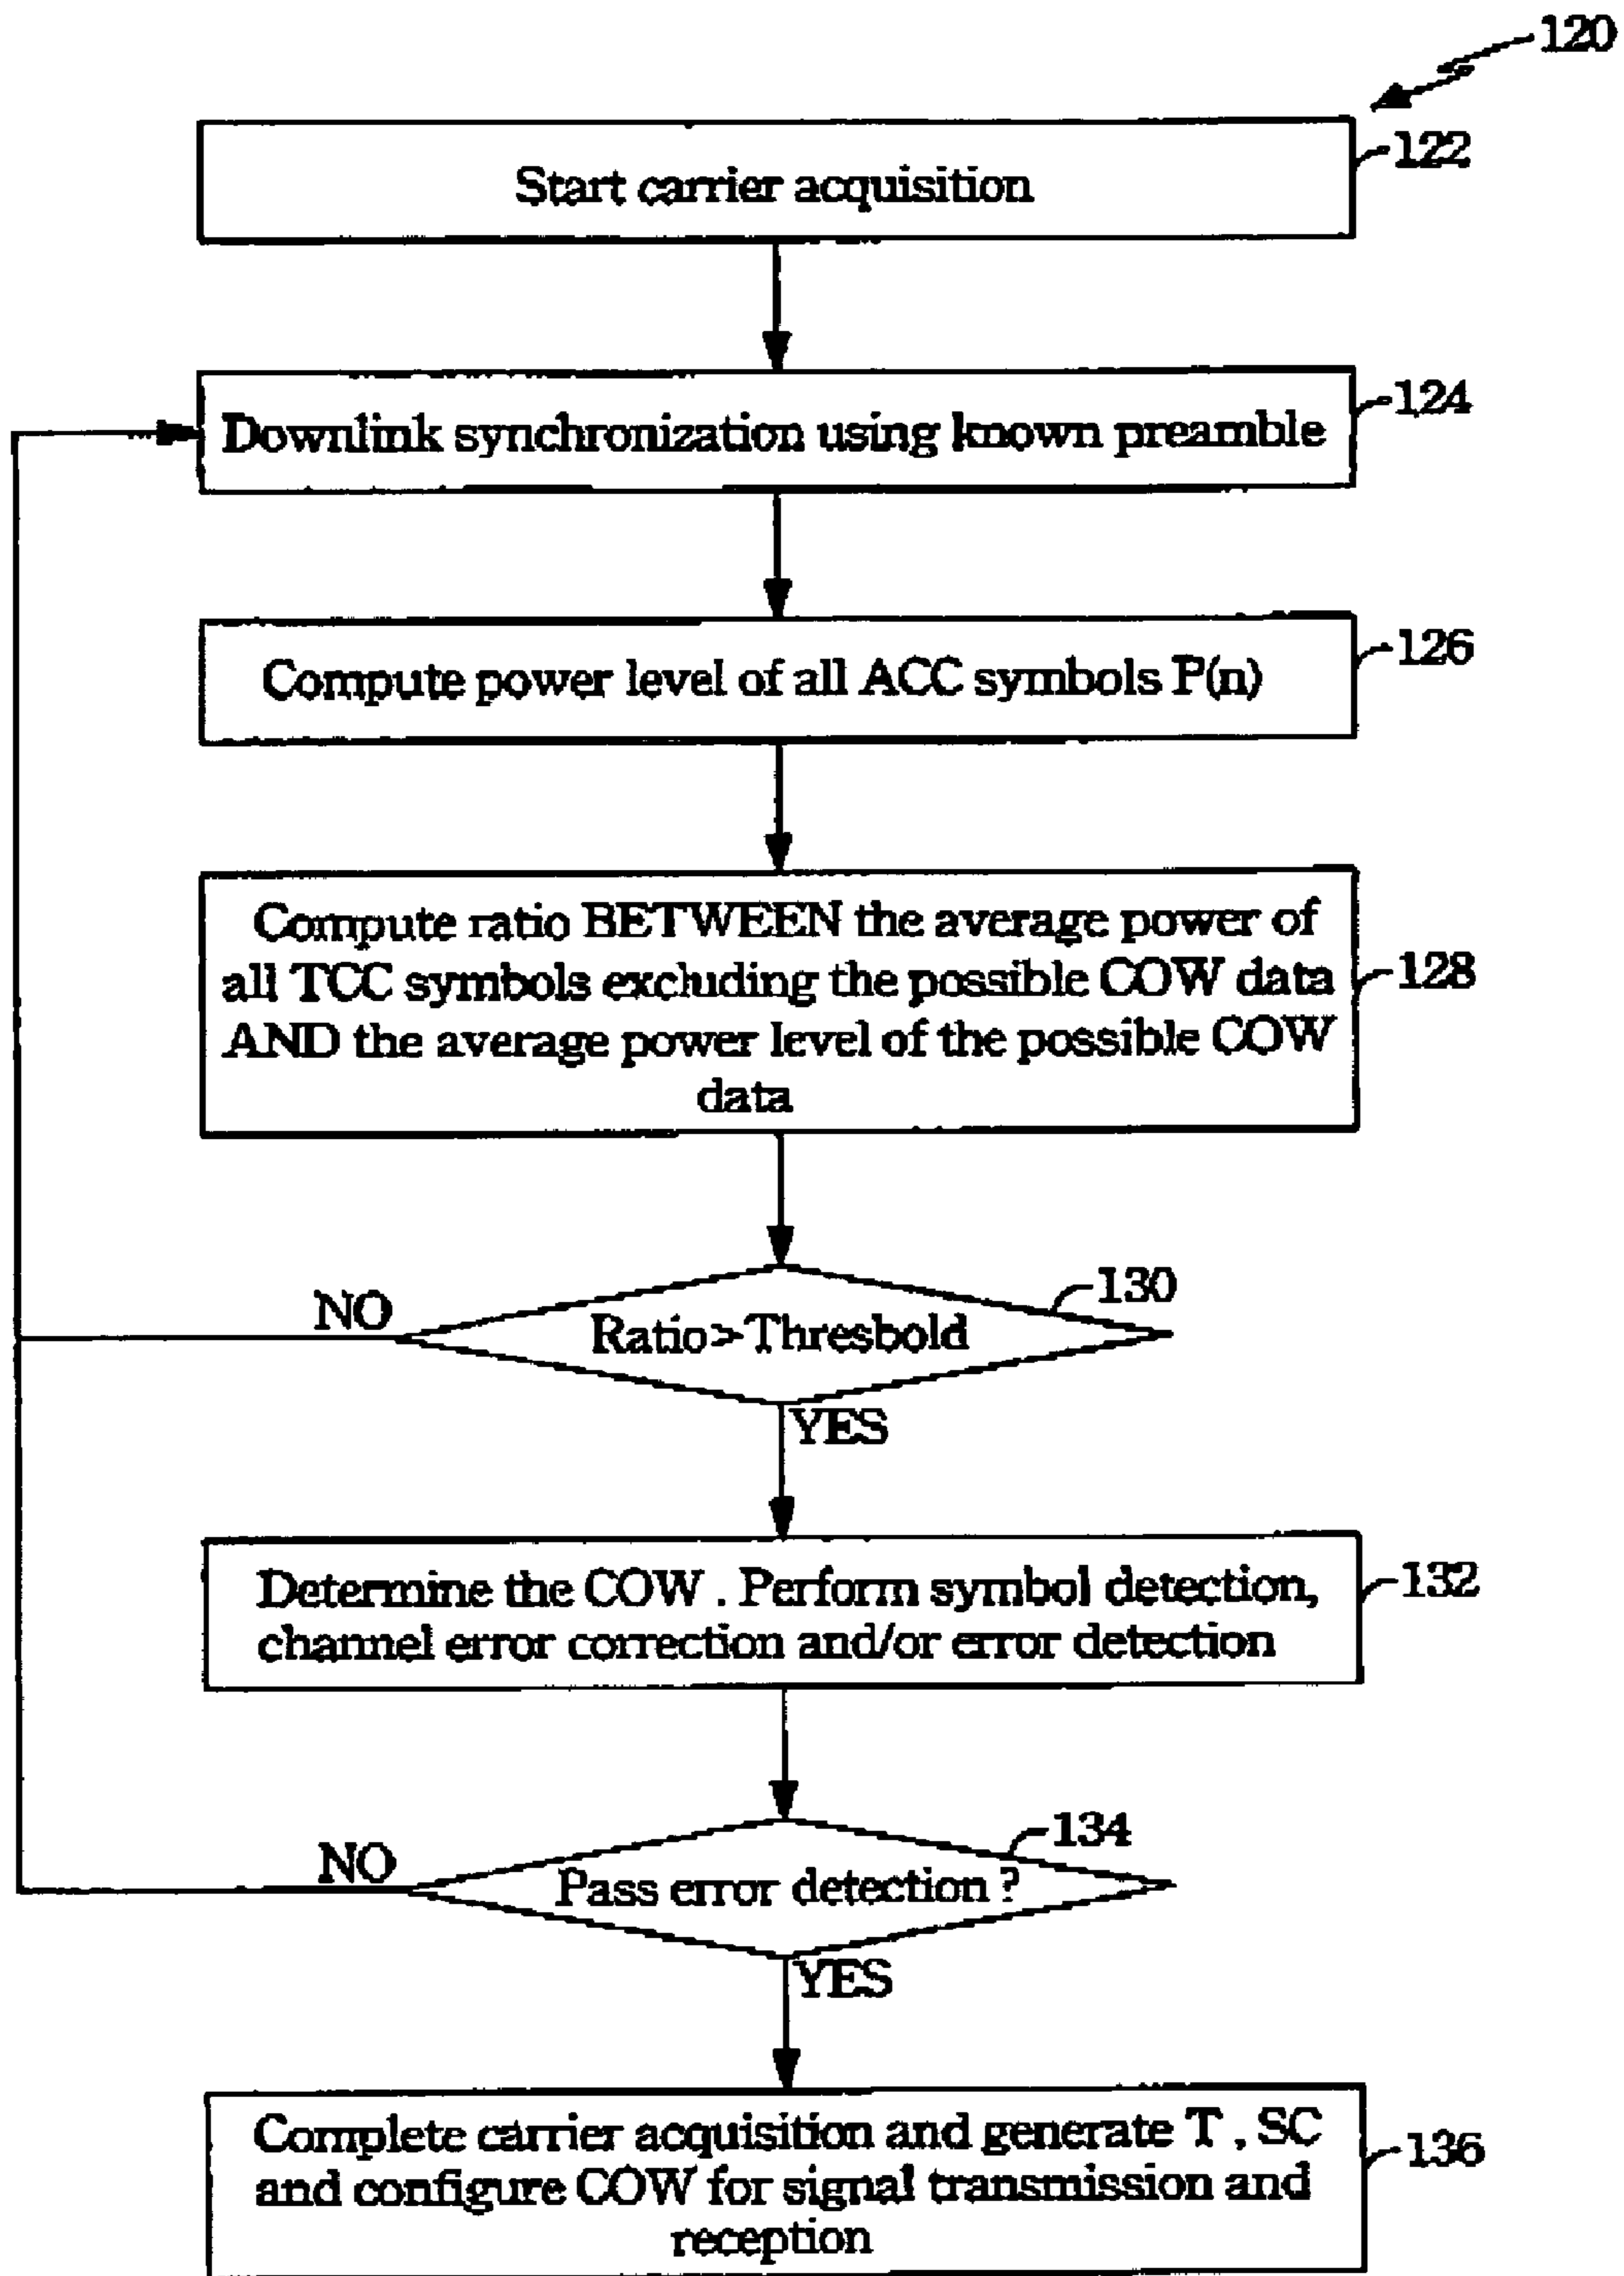 120
Start carrier acquisition
122
Downlink synchronization using known preamble
124
Compute power level of all ACC symbols P(n)
126
Compute ratio BETWEEN the average power of
all TCC symbols excluding the possible COW data
AND the average power level of the possible COW
data
128
Ratio>Threshold
130
NO
YES
Determine the COW . Perform symbol detection,
channel error correction and/or error detection
132
Pass error detection ?
134
NO
YES
Complete carrier acquisition and generate T , SC
and configure COW for signal transmission and
reception
136